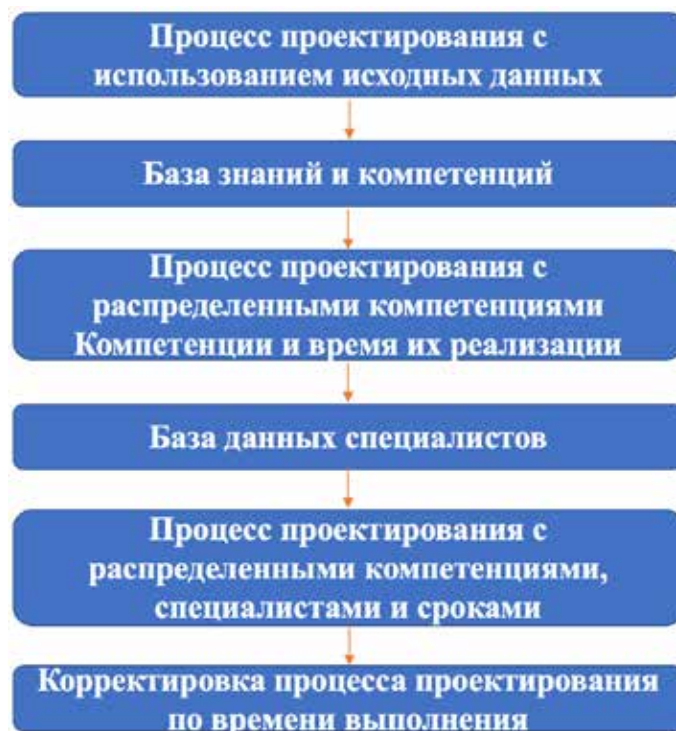 Процесс проектирования с
использованием исходных данных
База знаний и компетенций
Процесс проектирования с
распределенными компетенциями
Компетенции и время их реализации
База данных специалистов
Процесс проектирования с
распределенными компетенциями,
специалистами и сроками
Корректировка процесса проектирования
по времени выполнения